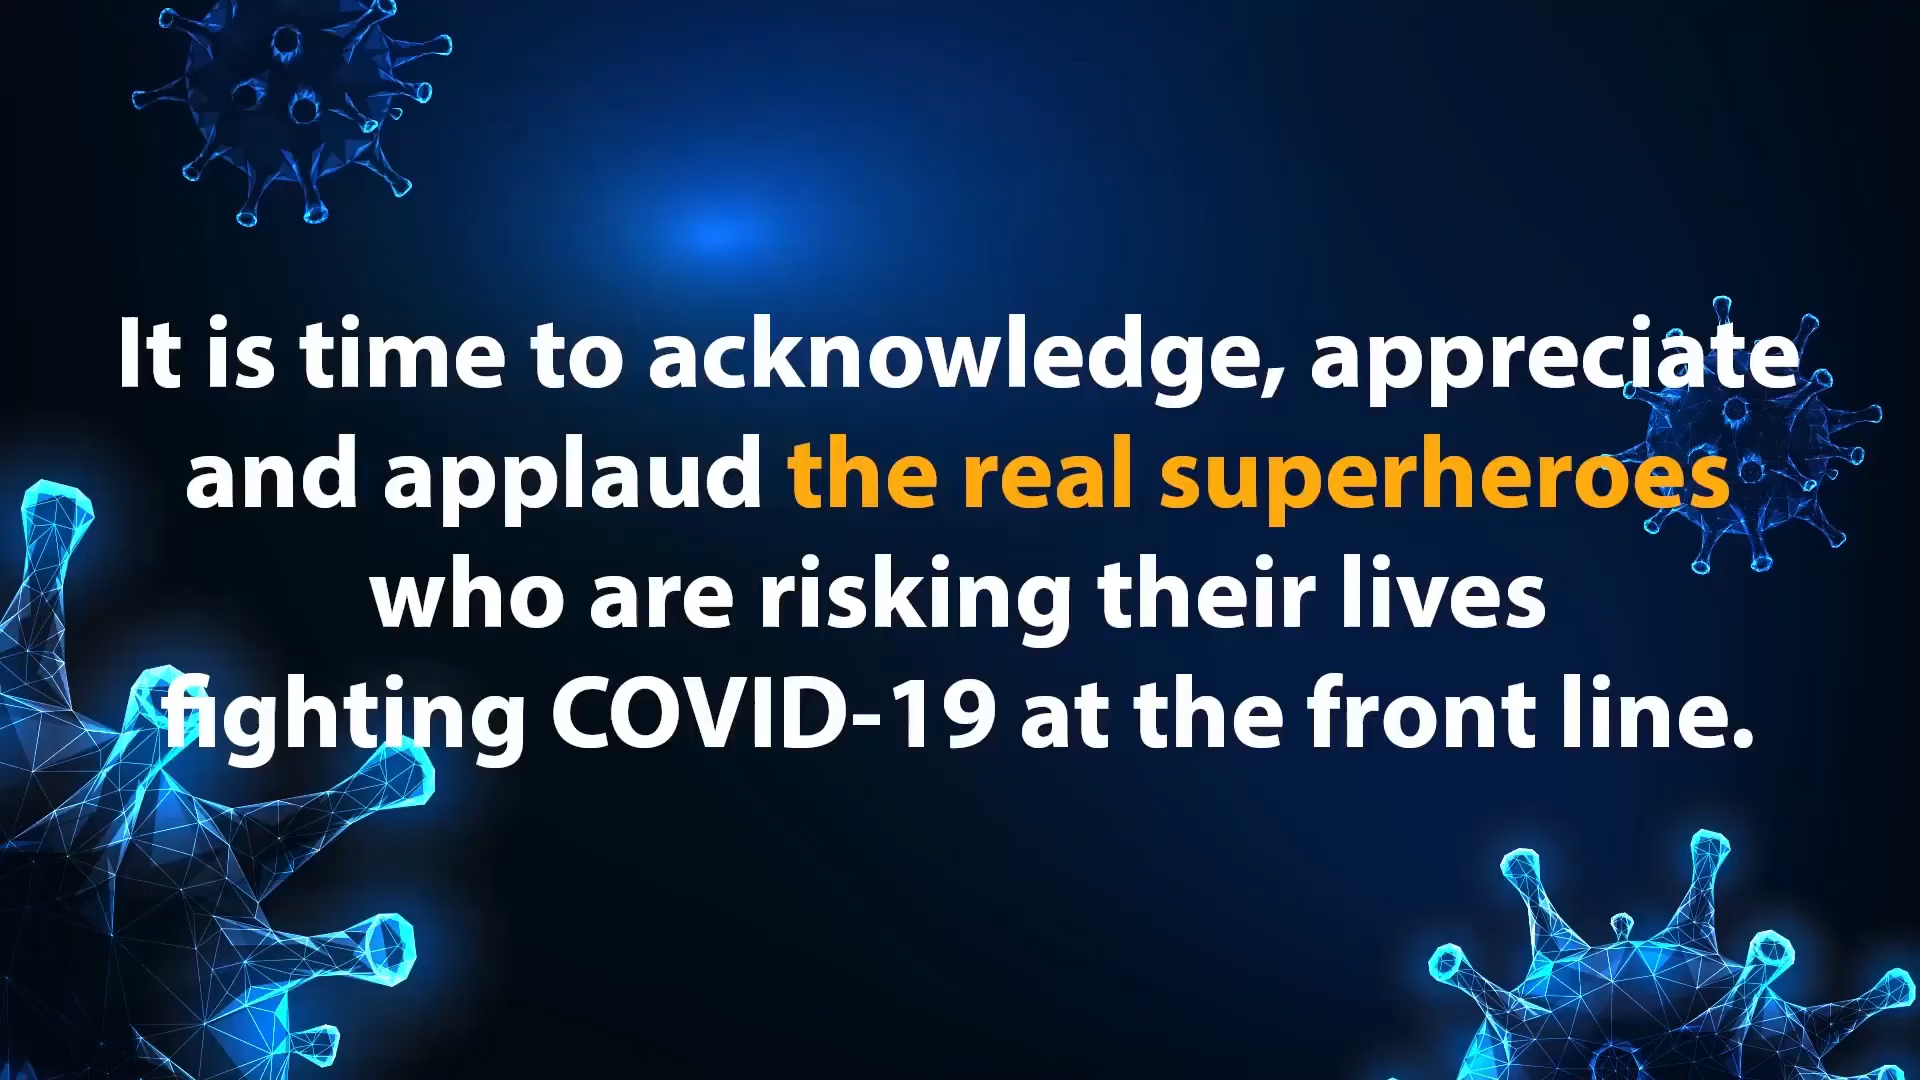 It is time to acknowledge, appreciate
and applaud the real superheroes
who are risking their lives
fighting COVID-19 at the front line.